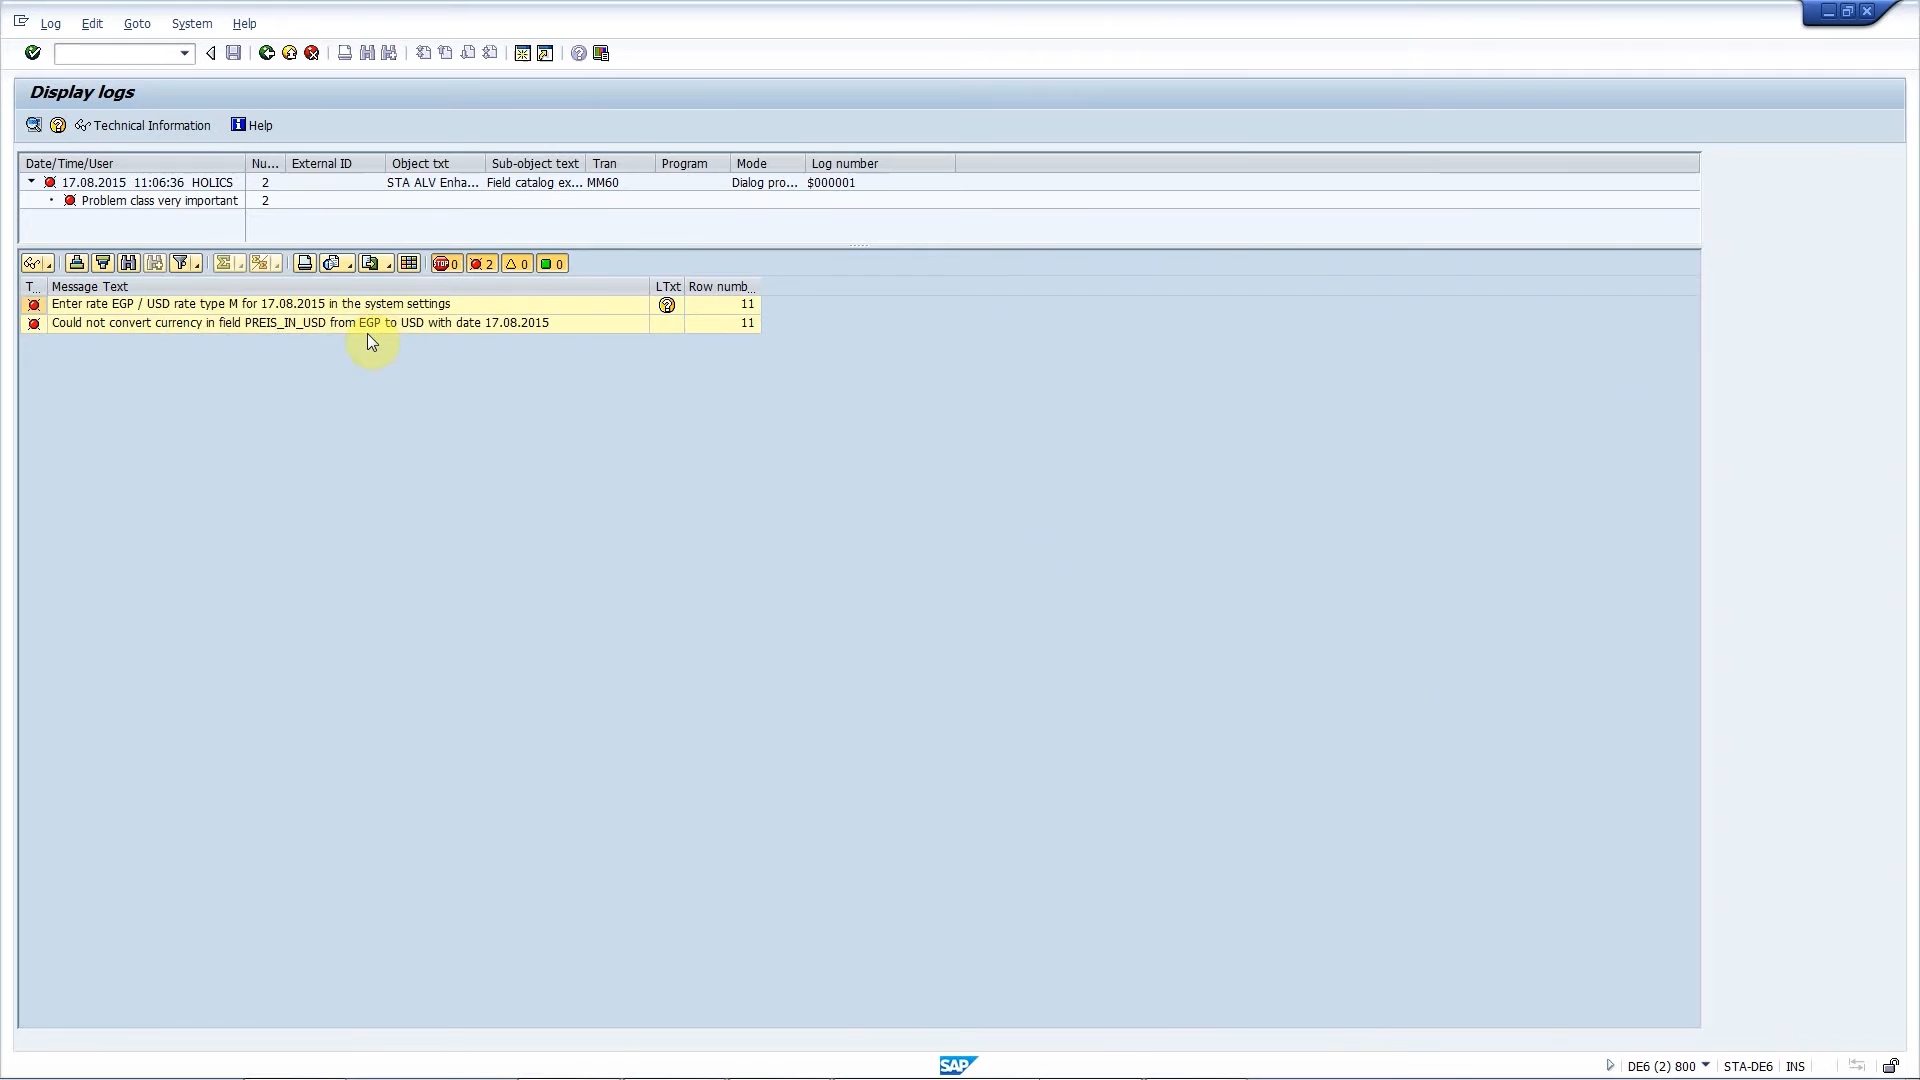 Log Edit Goto System Help
Display logs
Technical Information Help
Date/Time/User Nu... External ID Object txt Sub-object text Tran Program Mode Log number
17.08.2015 11:06:36 HOLICS 2 STA ALV Enha... Field catalog ex... MM60 Dialog pro... $000001
Problem class very important 2
STOP 0 2 0 0
T... Message Text LTxt Row numb...
Enter rate EGP / USD rate type M for 17.08.2015 in the system settings 11
Could not convert currency in field PREIS_IN_USD from EGP to USD with date 17.08.2015 11
SAP DE6 (2) 800 STA-DE6 INS